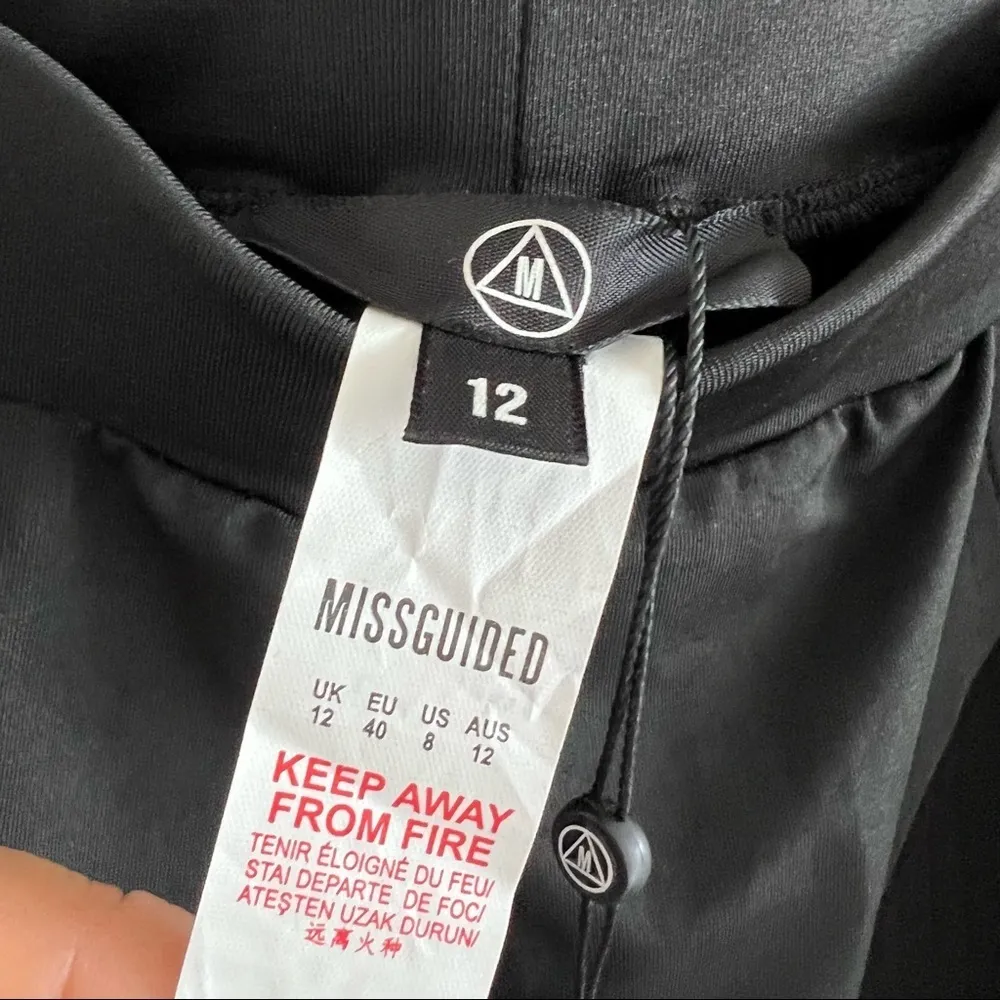 M
12
MISSGUIDED
UK EU US AUS
12 40 8 12
KEEP AWAY
FROM FIRE
TENIR ÉLOIGNÉ DU FEU/
STAI DEPARTE DE FOC/
ATEŞTEN UZAK DURUN/
远离火种
M